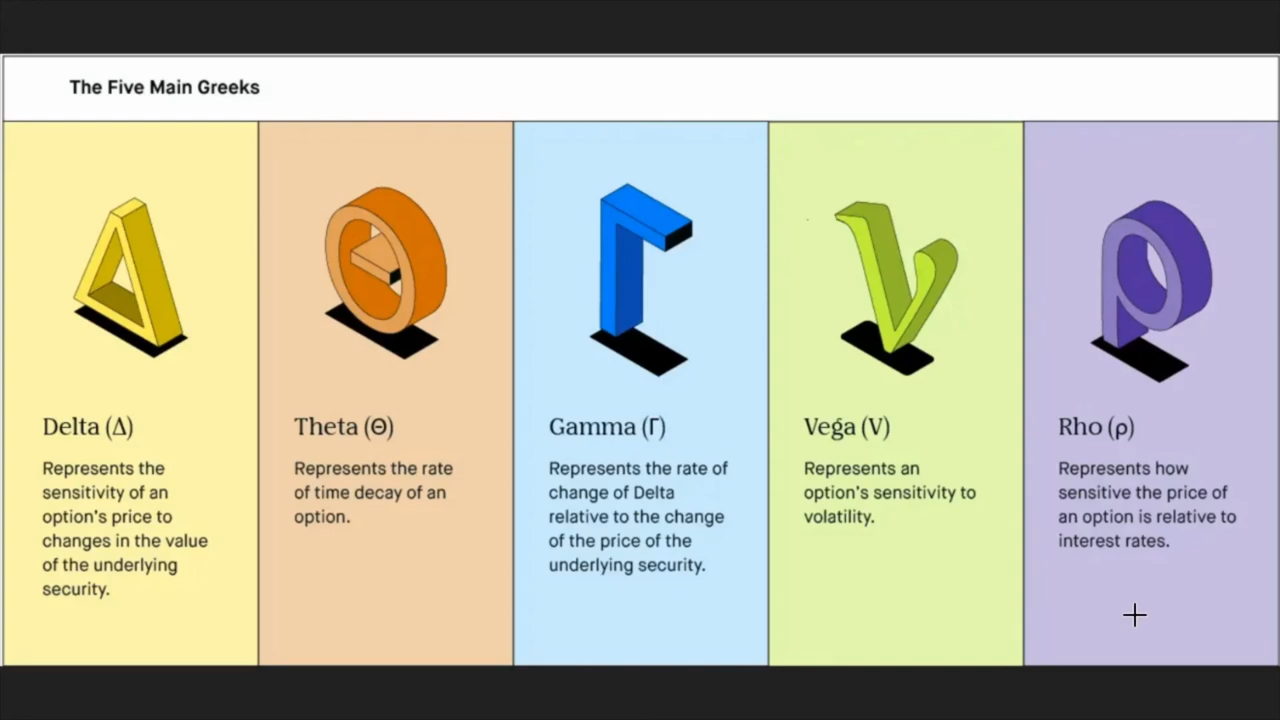 The Five Main Greeks
Delta (Δ)
Represents the
sensitivity of an
option's price to
changes in the value
of the underlying
security.
Theta (Θ)
Represents the rate
of time decay of an
option.
Gamma (Γ)
Represents the rate of
change of Delta
relative to the change
of the price of the
underlying security.
Vega (V)
Represents an
option's sensitivity to
volatility.
Rho (ρ)
Represents how
sensitive the price of
an option is relative to
interest rates.